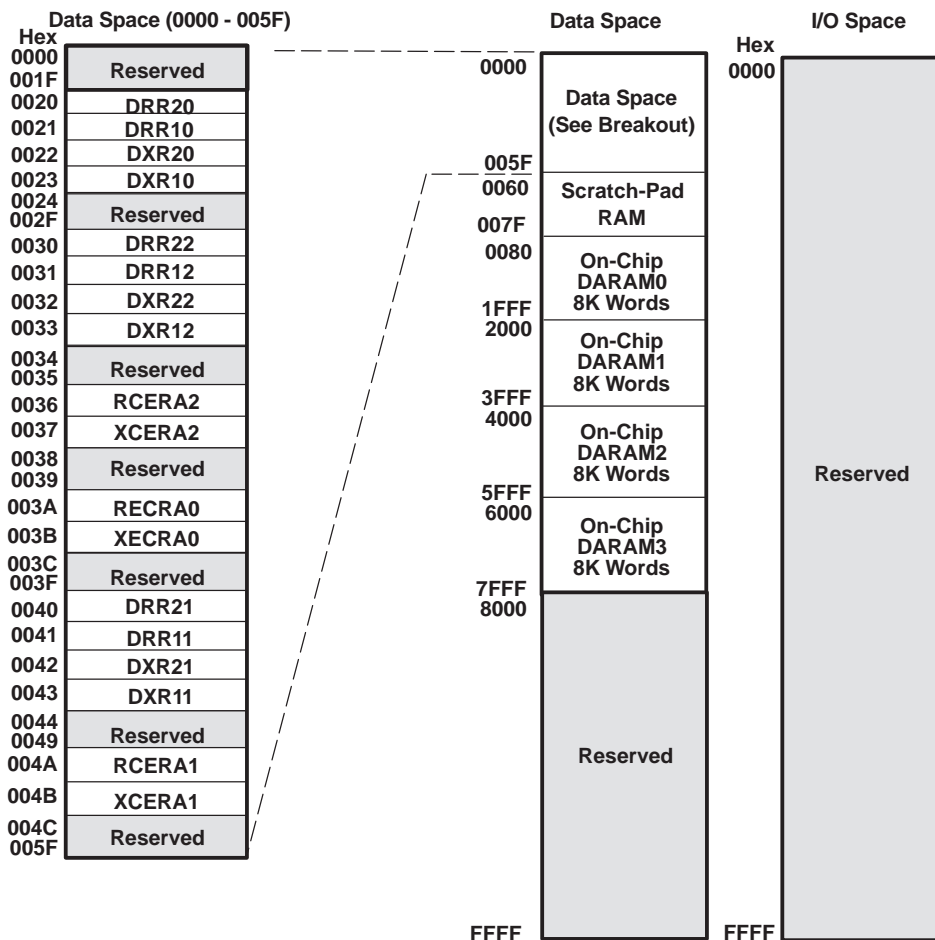 Data Space (0000 - 005F)
Hex
0000
001F
Reserved
0020
DRR20
0021
DRR10
0022
DXR20
0023
DXR10
0024
002F
Reserved
0030
DRR22
0031
DRR12
0032
DXR22
0033
DXR12
0034
0035
Reserved
0036
RCERA2
0037
XCERA2
0038
0039
Reserved
003A
RECRA0
003B
XECRA0
003C
003F
Reserved
0040
DRR21
0041
DRR11
0042
DXR21
0043
DXR11
0044
0049
Reserved
004A
RCERA1
004B
XCERA1
004C
005F
Reserved
Data Space
0000
Data Space
(See Breakout)
005F
0060
Scratch-Pad
RAM
007F
0080
On-Chip
DARAM0
8K Words
1FFF
2000
On-Chip
DARAM1
8K Words
3FFF
4000
On-Chip
DARAM2
8K Words
5FFF
6000
On-Chip
DARAM3
8K Words
7FFF
8000
Reserved
FFFF
I/O Space
Hex
0000
Reserved
FFFF